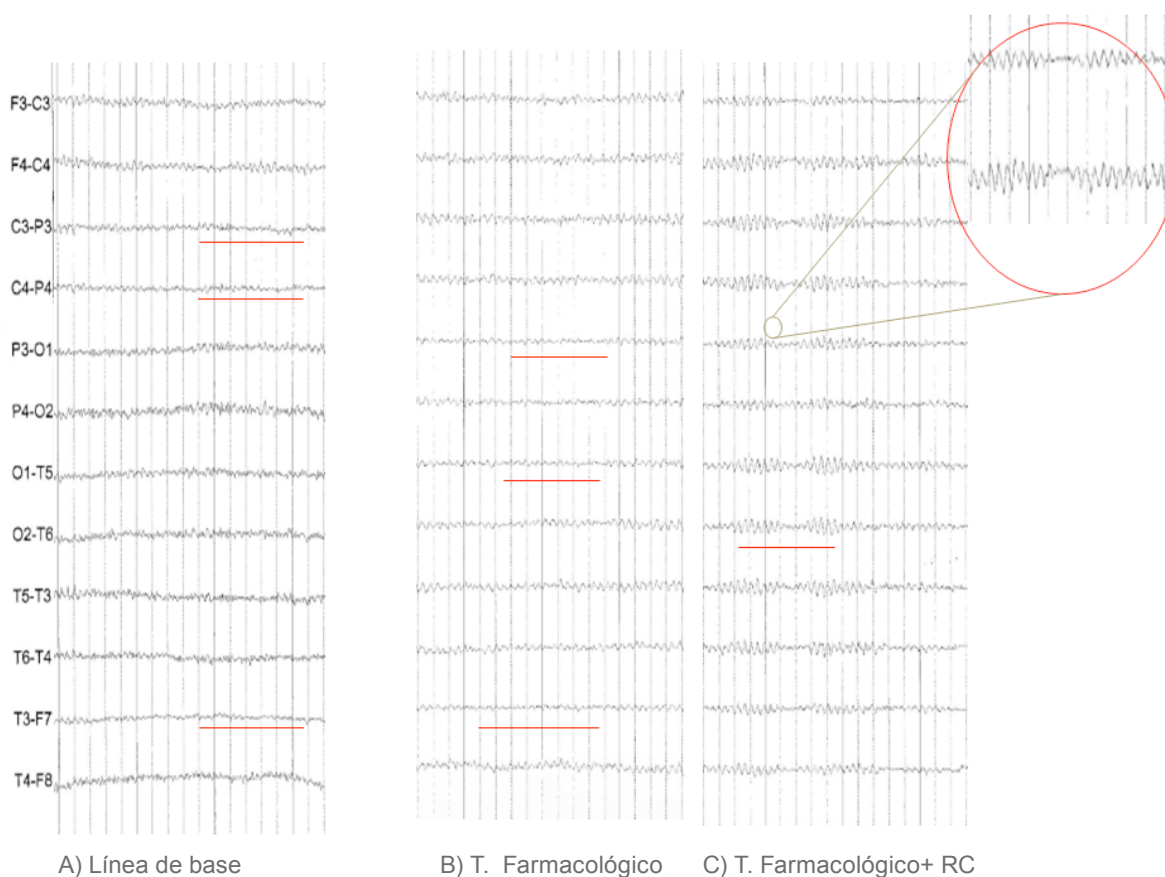 F3-C3
F4-C4
C3-P3
C4-P4
P3-O1
P4-O2
O1-T5
O2-T6
T5-T3
T6-T4
T3-F7
T4-F8
A) Línea de base
B) T. Farmacológico
C) T. Farmacológico+ RC